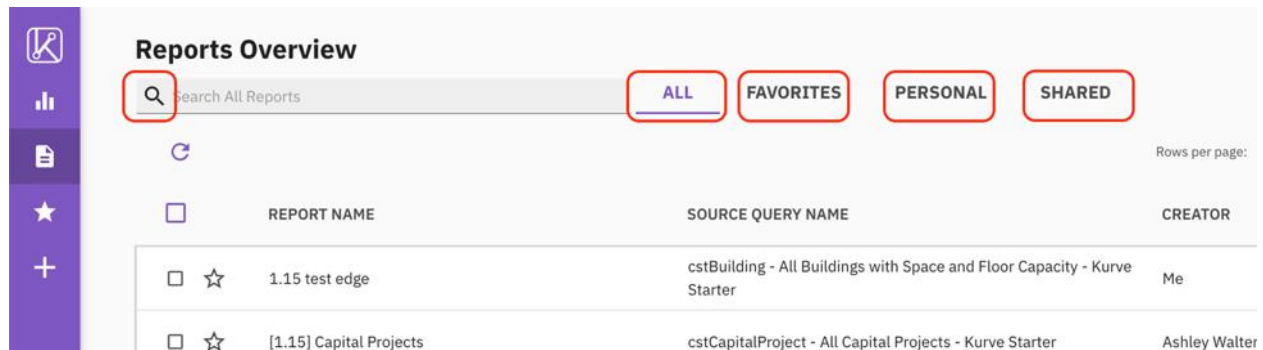 Reports Overview
Search All Reports
ALL FAVORITES PERSONAL SHARED
Rows per page:
REPORT NAME SOURCE QUERY NAME CREATOR
1.15 test edge cstBuilding - All Buildings with Space and Floor Capacity - Kurve Me
Starter
[1.15] Capital Projects cstCapitalProject - All Capital Projects - Kurve Starter Ashley Walter